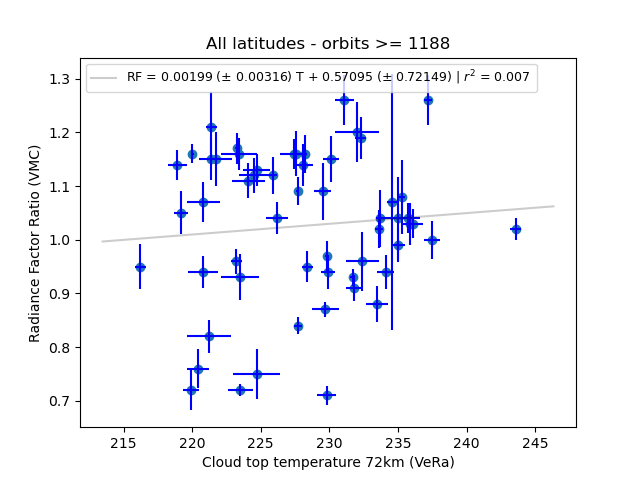 All latitudes - orbits >= 1188
RF = 0.00199 (± 0.00316) T + 0.57095 (± 0.72149) | r² = 0.007
Radiance Factor Ratio (VMC)
1.3
1.2
1.1
1.0
0.9
0.8
0.7
215 220 225 230 235 240 245
Cloud top temperature 72km (VeRa)